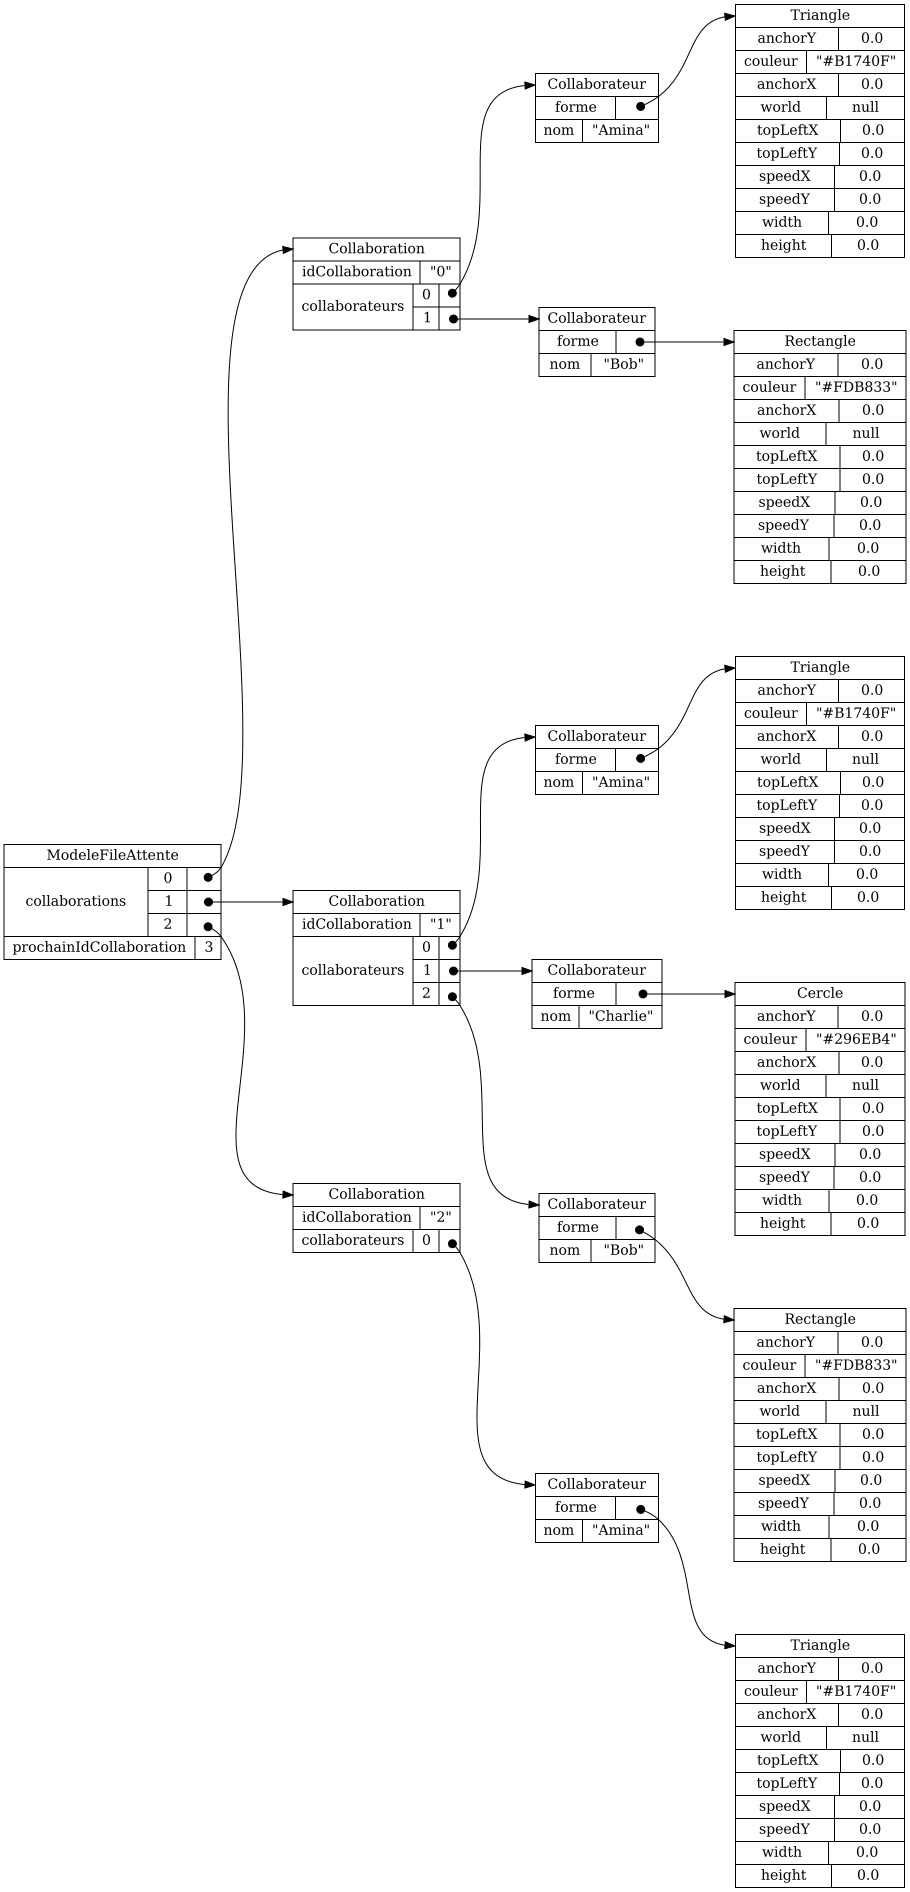 ModeleFileAttente
collaborations
0
1
2
prochainIdCollaboration 3
Collaboration
idCollaboration "0"
collaborateurs
0
1
Collaborateur
forme
nom "Amina"
Triangle
anchorY 0.0
couleur "#B1740F"
anchorX 0.0
world null
topLeftX 0.0
topLeftY 0.0
speedX 0.0
speedY 0.0
width 0.0
height 0.0
Collaborateur
forme
nom "Bob"
Rectangle
anchorY 0.0
couleur "#FDB833"
anchorX 0.0
world null
topLeftX 0.0
topLeftY 0.0
speedX 0.0
speedY 0.0
width 0.0
height 0.0
Collaboration
idCollaboration "1"
collaborateurs
0
1
2
Collaborateur
forme
nom "Amina"
Triangle
anchorY 0.0
couleur "#B1740F"
anchorX 0.0
world null
topLeftX 0.0
topLeftY 0.0
speedX 0.0
speedY 0.0
width 0.0
height 0.0
Collaborateur
forme
nom "Charlie"
Cercle
anchorY 0.0
couleur "#296EB4"
anchorX 0.0
world null
topLeftX 0.0
topLeftY 0.0
speedX 0.0
speedY 0.0
width 0.0
height 0.0
Collaborateur
forme
nom "Bob"
Rectangle
anchorY 0.0
couleur "#FDB833"
anchorX 0.0
world null
topLeftX 0.0
topLeftY 0.0
speedX 0.0
speedY 0.0
width 0.0
height 0.0
Collaboration
idCollaboration "2"
collaborateurs 0
Collaborateur
forme
nom "Amina"
Triangle
anchorY 0.0
couleur "#B1740F"
anchorX 0.0
world null
topLeftX 0.0
topLeftY 0.0
speedX 0.0
speedY 0.0
width 0.0
height 0.0